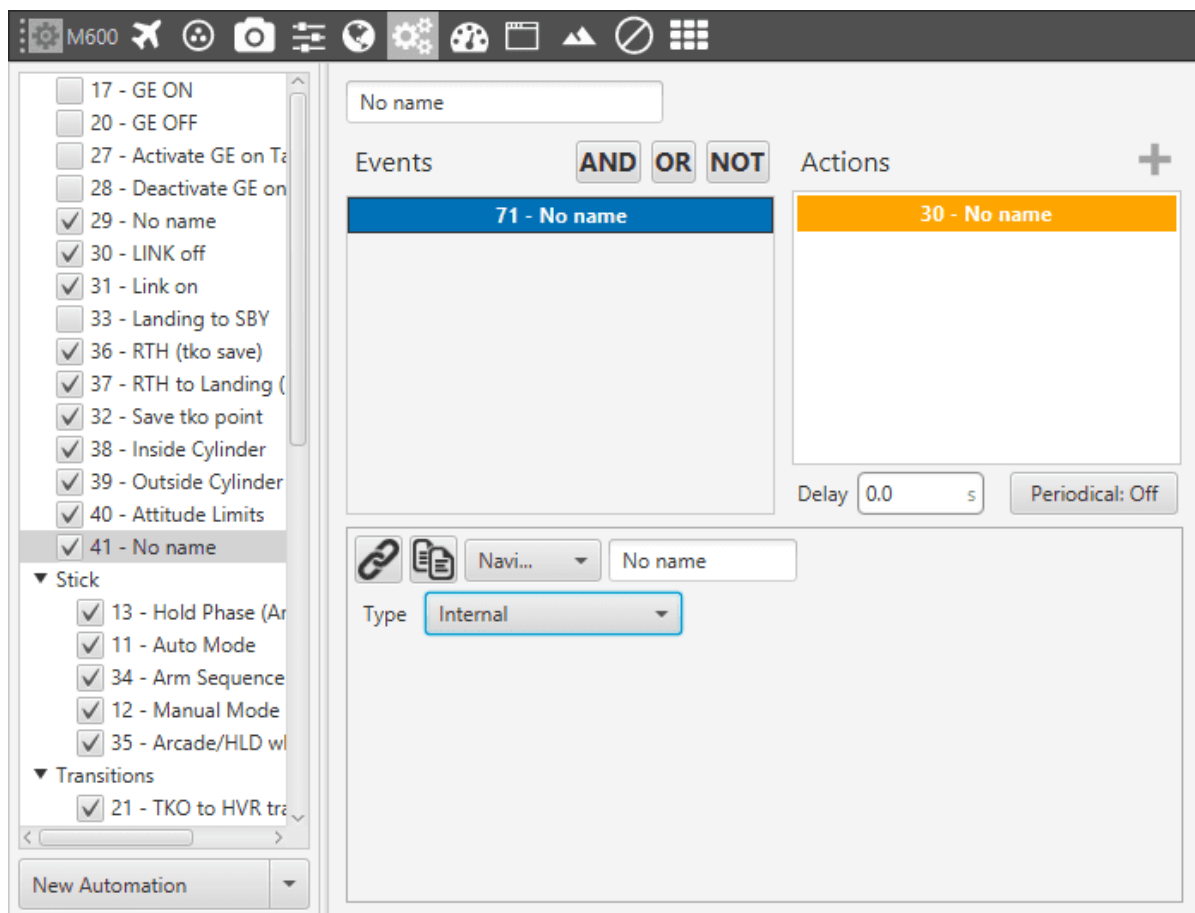 M600
17 - GE ON
20 - GE OFF
27 - Activate GE on Ta
28 - Deactivate GE on
29 - No name
30 - LINK off
31 - Link on
33 - Landing to SBY
36 - RTH (tko save)
37 - RTH to Landing (
32 - Save tko point
38 - Inside Cylinder
39 - Outside Cylinder
40 - Attitude Limits
41 - No name
Stick
13 - Hold Phase (Ar
11 - Auto Mode
34 - Arm Sequence
12 - Manual Mode
35 - Arcade/HLD wl
Transitions
21 - TKO to HVR tra
New Automation
No name
Events AND OR NOT
71 - No name
Actions
30 - No name
Delay 0.0 s Periodical: Off
Navi... No name
Type Internal